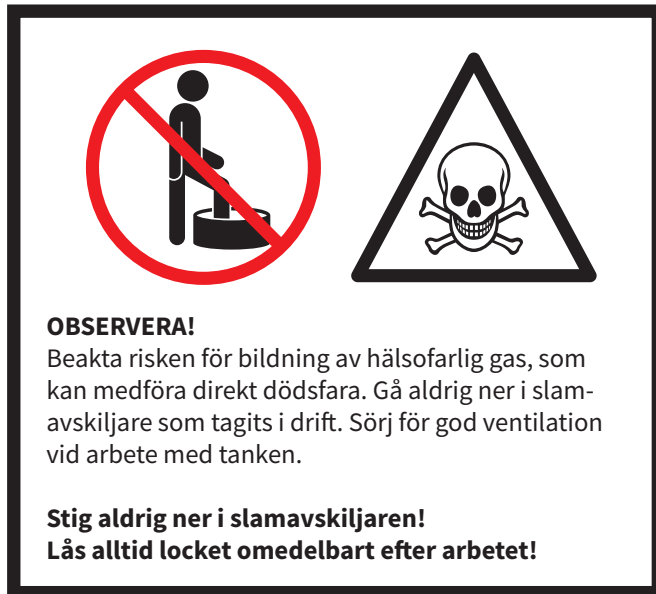 OBSERVERA!
Beakta risken för bildning av hälsofarlig gas, som
kan medföra direkt dödsfara. Gå aldrig ner i slam-
avskiljare som tagits i drift. Sörj för god ventilation
vid arbete med tanken.
Stig aldrig ner i slamavskiljaren!
Lås alltid locket omedelbart efter arbetet!